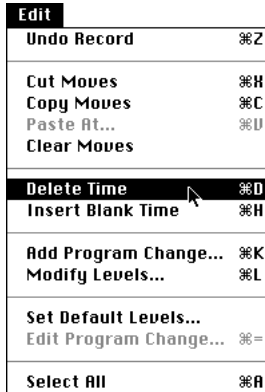 Edit
Undo Record ⌘Z
Cut Moves ⌘X
Copy Moves ⌘C
Paste At... ⌘V
Clear Moves
Delete Time ⌘D
Insert Blank Time ⌘H
Add Program Change... ⌘K
Modify Levels... ⌘L
Set Default Levels...
Edit Program Change... ⌘=
Select All ⌘A